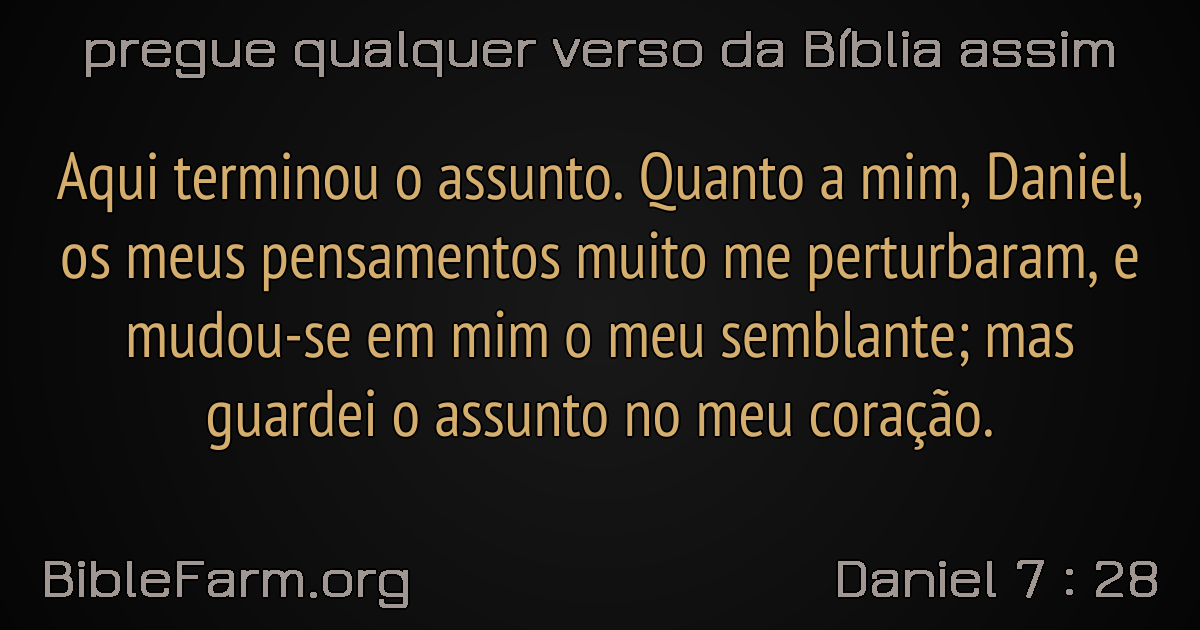 pregue qualquer verso da Bíblia assim
Aqui terminou o assunto. Quanto a mim, Daniel,
os meus pensamentos muito me perturbaram, e
mudou-se em mim o meu semblante; mas
guardei o assunto no meu coração.
BibleFarm.org
Daniel 7 : 28